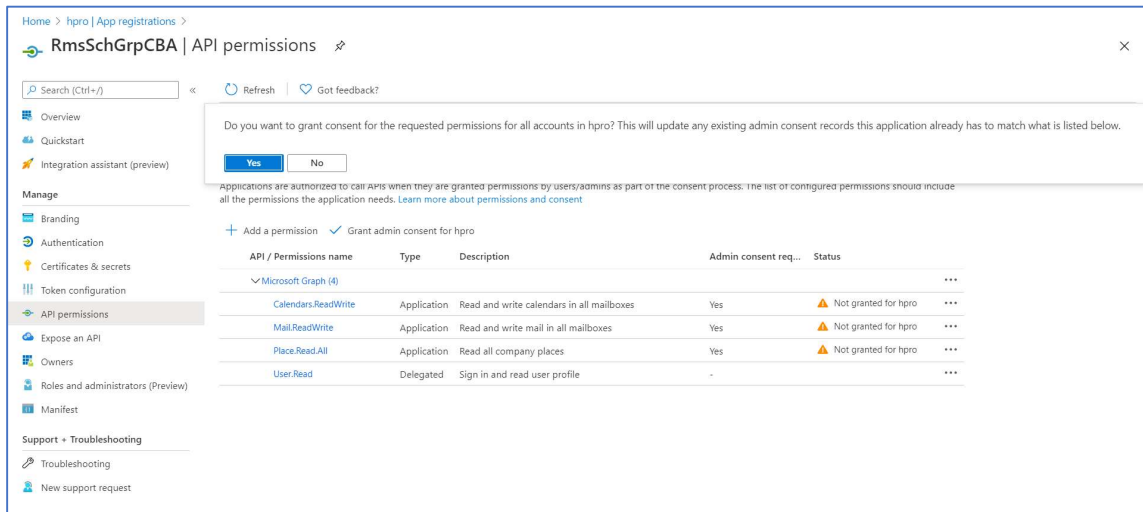 Home > hpro | App registrations >
RmsSchGrpCBA | API permissions
Search (Ctrl+/)
«
Refresh
Got feedback?
Overview
Quickstart
Integration assistant (preview)
Do you want to grant consent for the requested permissions for all accounts in hpro? This will update any existing admin consent records this application already has to match what is listed below.
Yes
No
Manage
Branding
Authentication
Certificates & secrets
Token configuration
API permissions
Expose an API
Owners
Roles and administrators (Preview)
Manifest
Support + Troubleshooting
Troubleshooting
New support request
Applications are authorized to call APIs when they are granted permissions by users/admins as part of the consent process. The list of configured permissions should include
all the permissions the application needs. Learn more about permissions and consent
Add a permission
Grant admin consent for hpro
API / Permissions name Type Description Admin consent req... Status
Microsoft Graph (4) ...
Calendars.ReadWrite Application Read and write calendars in all mailboxes Yes Not granted for hpro ...
Mail.ReadWrite Application Read and write mail in all mailboxes Yes Not granted for hpro ...
Place.Read.All Application Read all company places Yes Not granted for hpro ...
User.Read Delegated Sign in and read user profile - ...